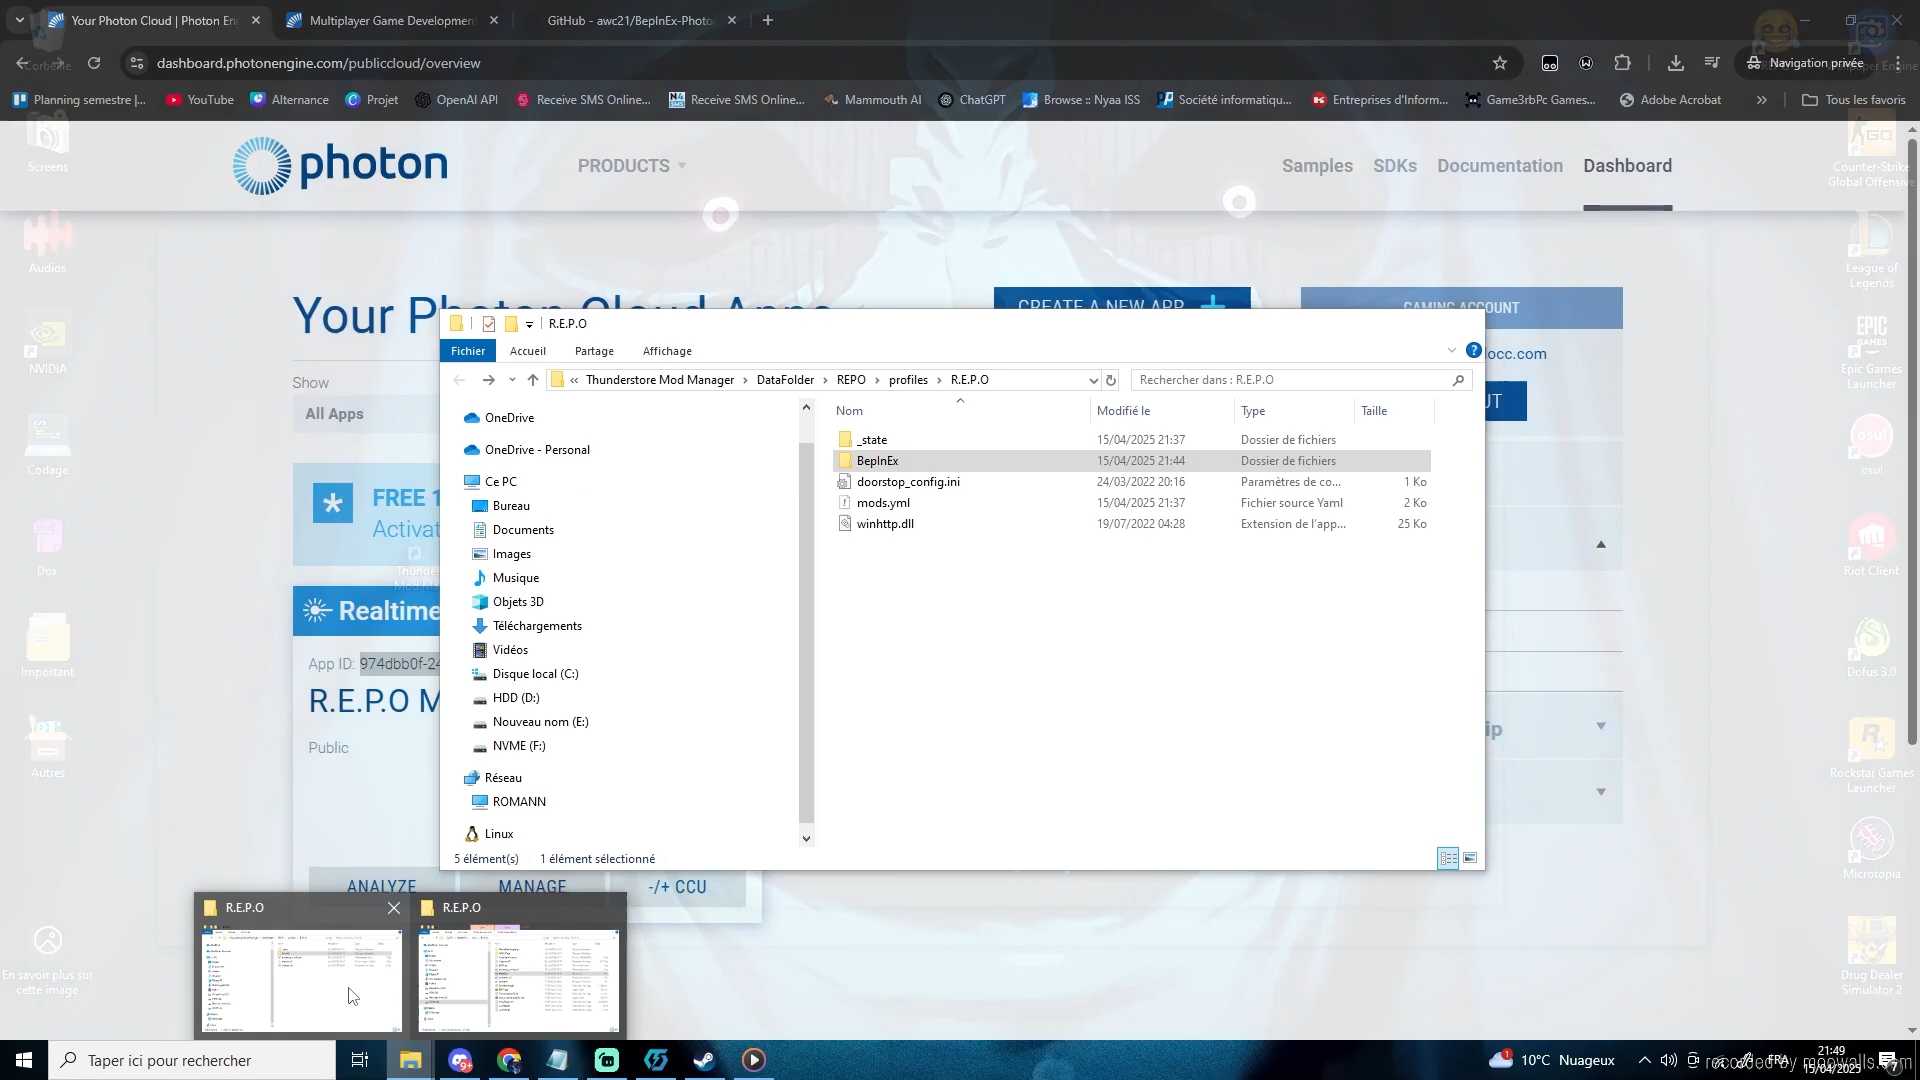 Your Photon Cloud | Photon En
Multiplayer Game Development
GitHub - awc21/BepInEx-Photo
dashboard.photonengine.com/publiccloud/overview
Navigation privée
Corbeille
Planning semestre |...
YouTube
Alternance
Projet
OpenAI API
Receive SMS Online...
Receive SMS Online...
Mammouth AI
ChatGPT
Browse :: Nyaa ISS
Société informatiqu...
Entreprises d'Inform...
Game3rbPc Games...
Adobe Acrobat
»
Tous les favoris
photon
PRODUCTS
Samples
SDKs
Documentation
Dashboard
Screens
Audios
NVIDIA
Codage
Dox
Important
Autres
En savoir plus sur
cette image
Counter-Strike
Global Offensive
League of
Legends
Epic Games
Launcher
osu!
Riot Client
Dofus 3.0
Rockstar Games
Launcher
Microtopia
Drug Dealer
Simulator 2
Your Photon Cloud Apps
CREATE A NEW APP
GAMING ACCOUNT
locc.com
Show
All Apps
FREE 1
Activat
Realtime
App ID: 974dbb0f-24
R.E.P.O M
Public
ANALYZE
MANAGE
-/+ CCU
R.E.P.O
Fichier
Accueil
Partage
Affichage
« Thunderstore Mod Manager > DataFolder > REPO > profiles > R.E.P.O
Rechercher dans : R.E.P.O
OneDrive
OneDrive - Personal
Ce PC
Bureau
Documents
Images
Musique
Objets 3D
Téléchargements
Vidéos
Disque local (C:)
HDD (D:)
Nouveau nom (E:)
NVME (F:)
Réseau
ROMANN
Linux
Nom Modifié le Type Taille
_state 15/04/2025 21:37 Dossier de fichiers
BepInEx 15/04/2025 21:44 Dossier de fichiers
doorstop_config.ini 24/03/2022 20:16 Paramètres de co... 1 Ko
mods.yml 15/04/2025 21:37 Fichier source Yaml 2 Ko
winhttp.dll 19/07/2022 04:28 Extension de l'app... 25 Ko
5 élément(s) 1 élément sélectionné
R.E.P.O
R.E.P.O
Taper ici pour rechercher
10°C Nuageux
FRA
21:49
15/04/2025
recorded by moewalls.com